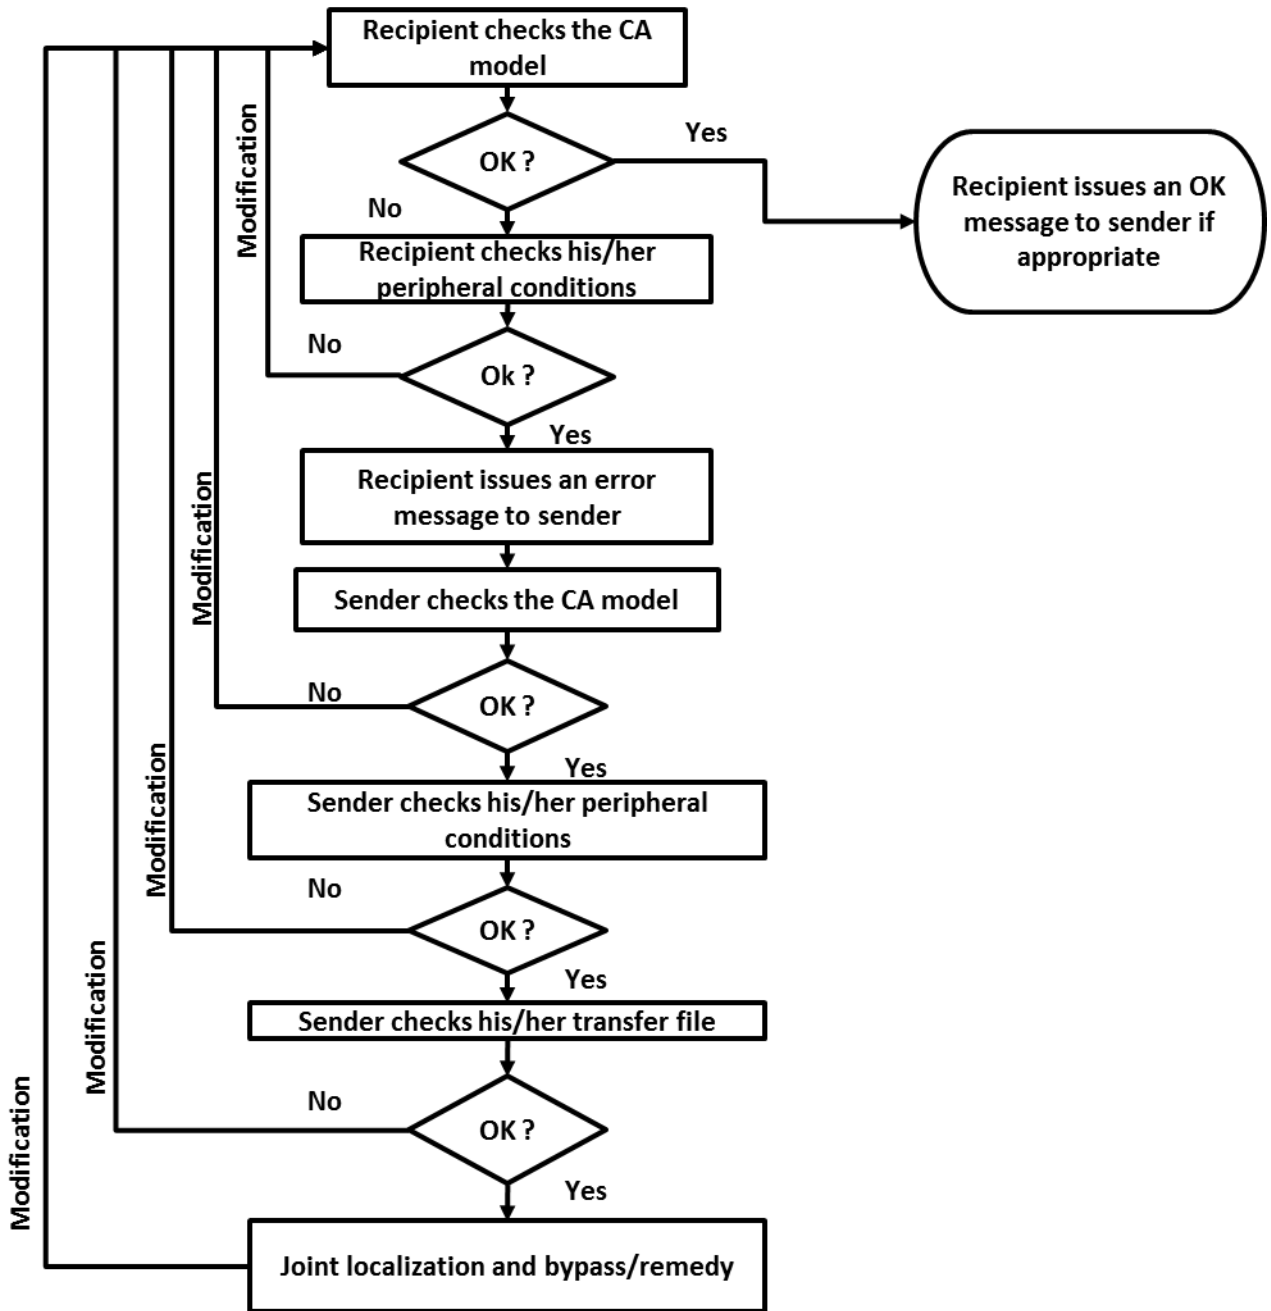 Recipient checks the CA
model
OK ?
Yes
Recipient issues an OK
message to sender if
appropriate
No
Modification
Recipient checks his/her
peripheral conditions
No
Ok ?
Yes
Recipient issues an error
message to sender
Modification
Sender checks the CA model
No
OK ?
Yes
Modification
Sender checks his/her peripheral
conditions
No
OK ?
Yes
Modification
Sender checks his/her transfer file
No
OK ?
Yes
Modification
Joint localization and bypass/remedy